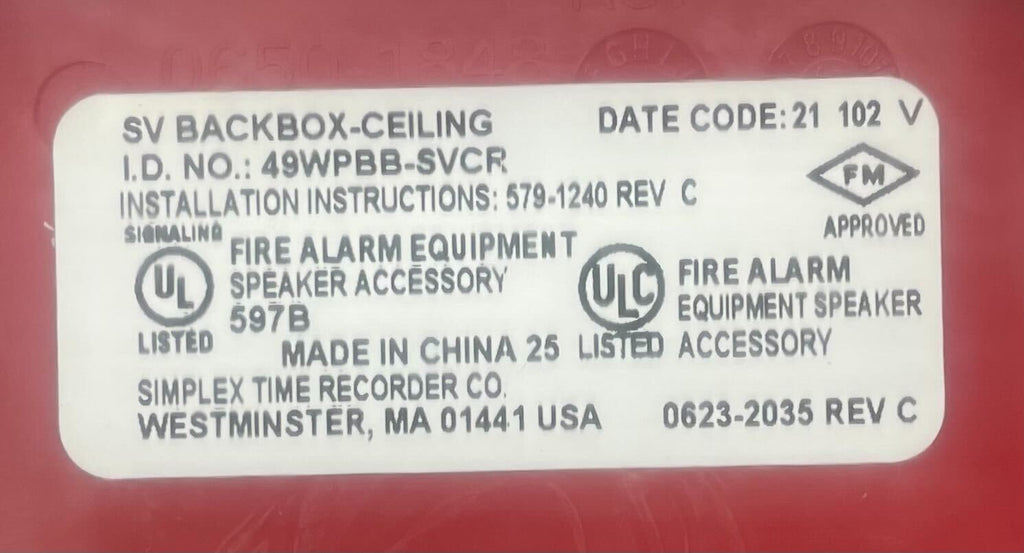 SV BACKBOX-CEILING DATE CODE: 21 102 V
I.D. NO.: 49WPBB-SVCR
INSTALLATION INSTRUCTIONS: 579-1240 REV C
FM
APPROVED
SIGNALING
UL
LISTED
FIRE ALARM EQUIPMENT
SPEAKER ACCESSORY
597B
ULC
LISTED
FIRE ALARM
EQUIPMENT SPEAKER
ACCESSORY
MADE IN CHINA 25
SIMPLEX TIME RECORDER CO.
WESTMINSTER, MA 01441 USA 0623-2035 REV C